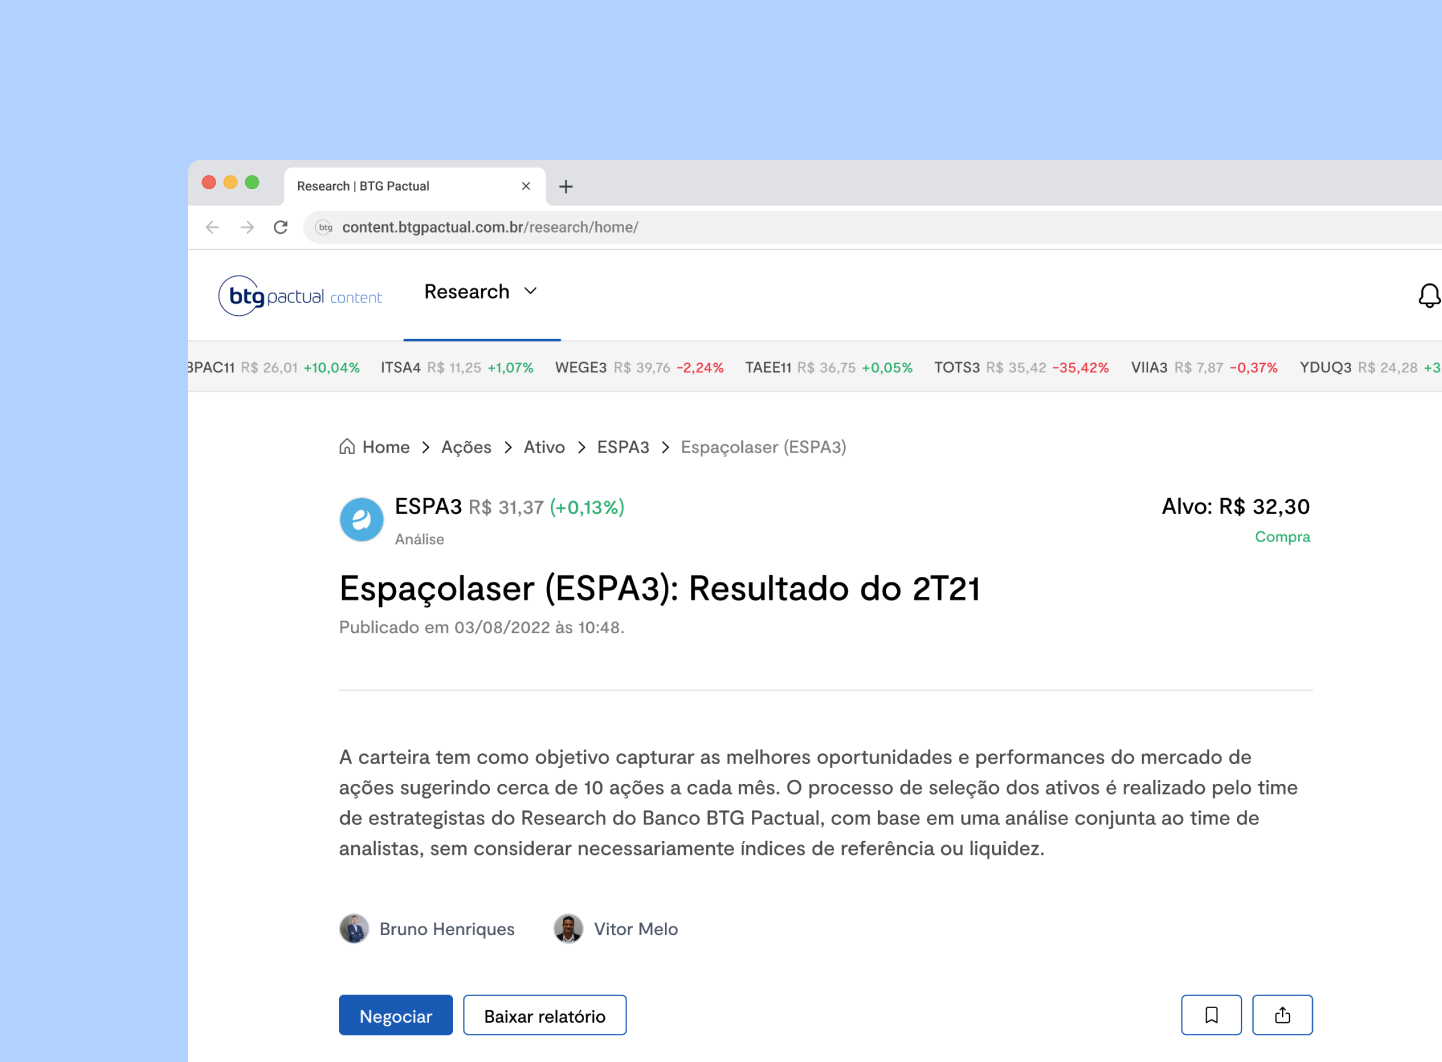 Research | BTG Pactual
btg content.btgpactual.com.br/research/home/
btg pactual content
Research
BPAC11 R$ 26,01 +10,04% ITSA4 R$ 11,25 +1,07% WEGE3 R$ 39,76 -2,24% TAEE11 R$ 36,75 +0,05% TOTS3 R$ 35,42 -35,42% VIIA3 R$ 7,87 -0,37% YDUQ3 R$ 24,28 +3
Home > Ações > Ativo > ESPA3 > Espaçolaser (ESPA3)
ESPA3 R$ 31,37 (+0,13%)
Análise
Alvo: R$ 32,30
Compra
Espaçolaser (ESPA3): Resultado do 2T21
Publicado em 03/08/2022 às 10:48.
A carteira tem como objetivo capturar as melhores oportunidades e performances do mercado de
ações sugerindo cerca de 10 ações a cada mês. O processo de seleção dos ativos é realizado pelo time
de estrategistas do Research do Banco BTG Pactual, com base em uma análise conjunta ao time de
analistas, sem considerar necessariamente índices de referência ou liquidez.
Bruno Henriques Vitor Melo
Negociar Baixar relatório